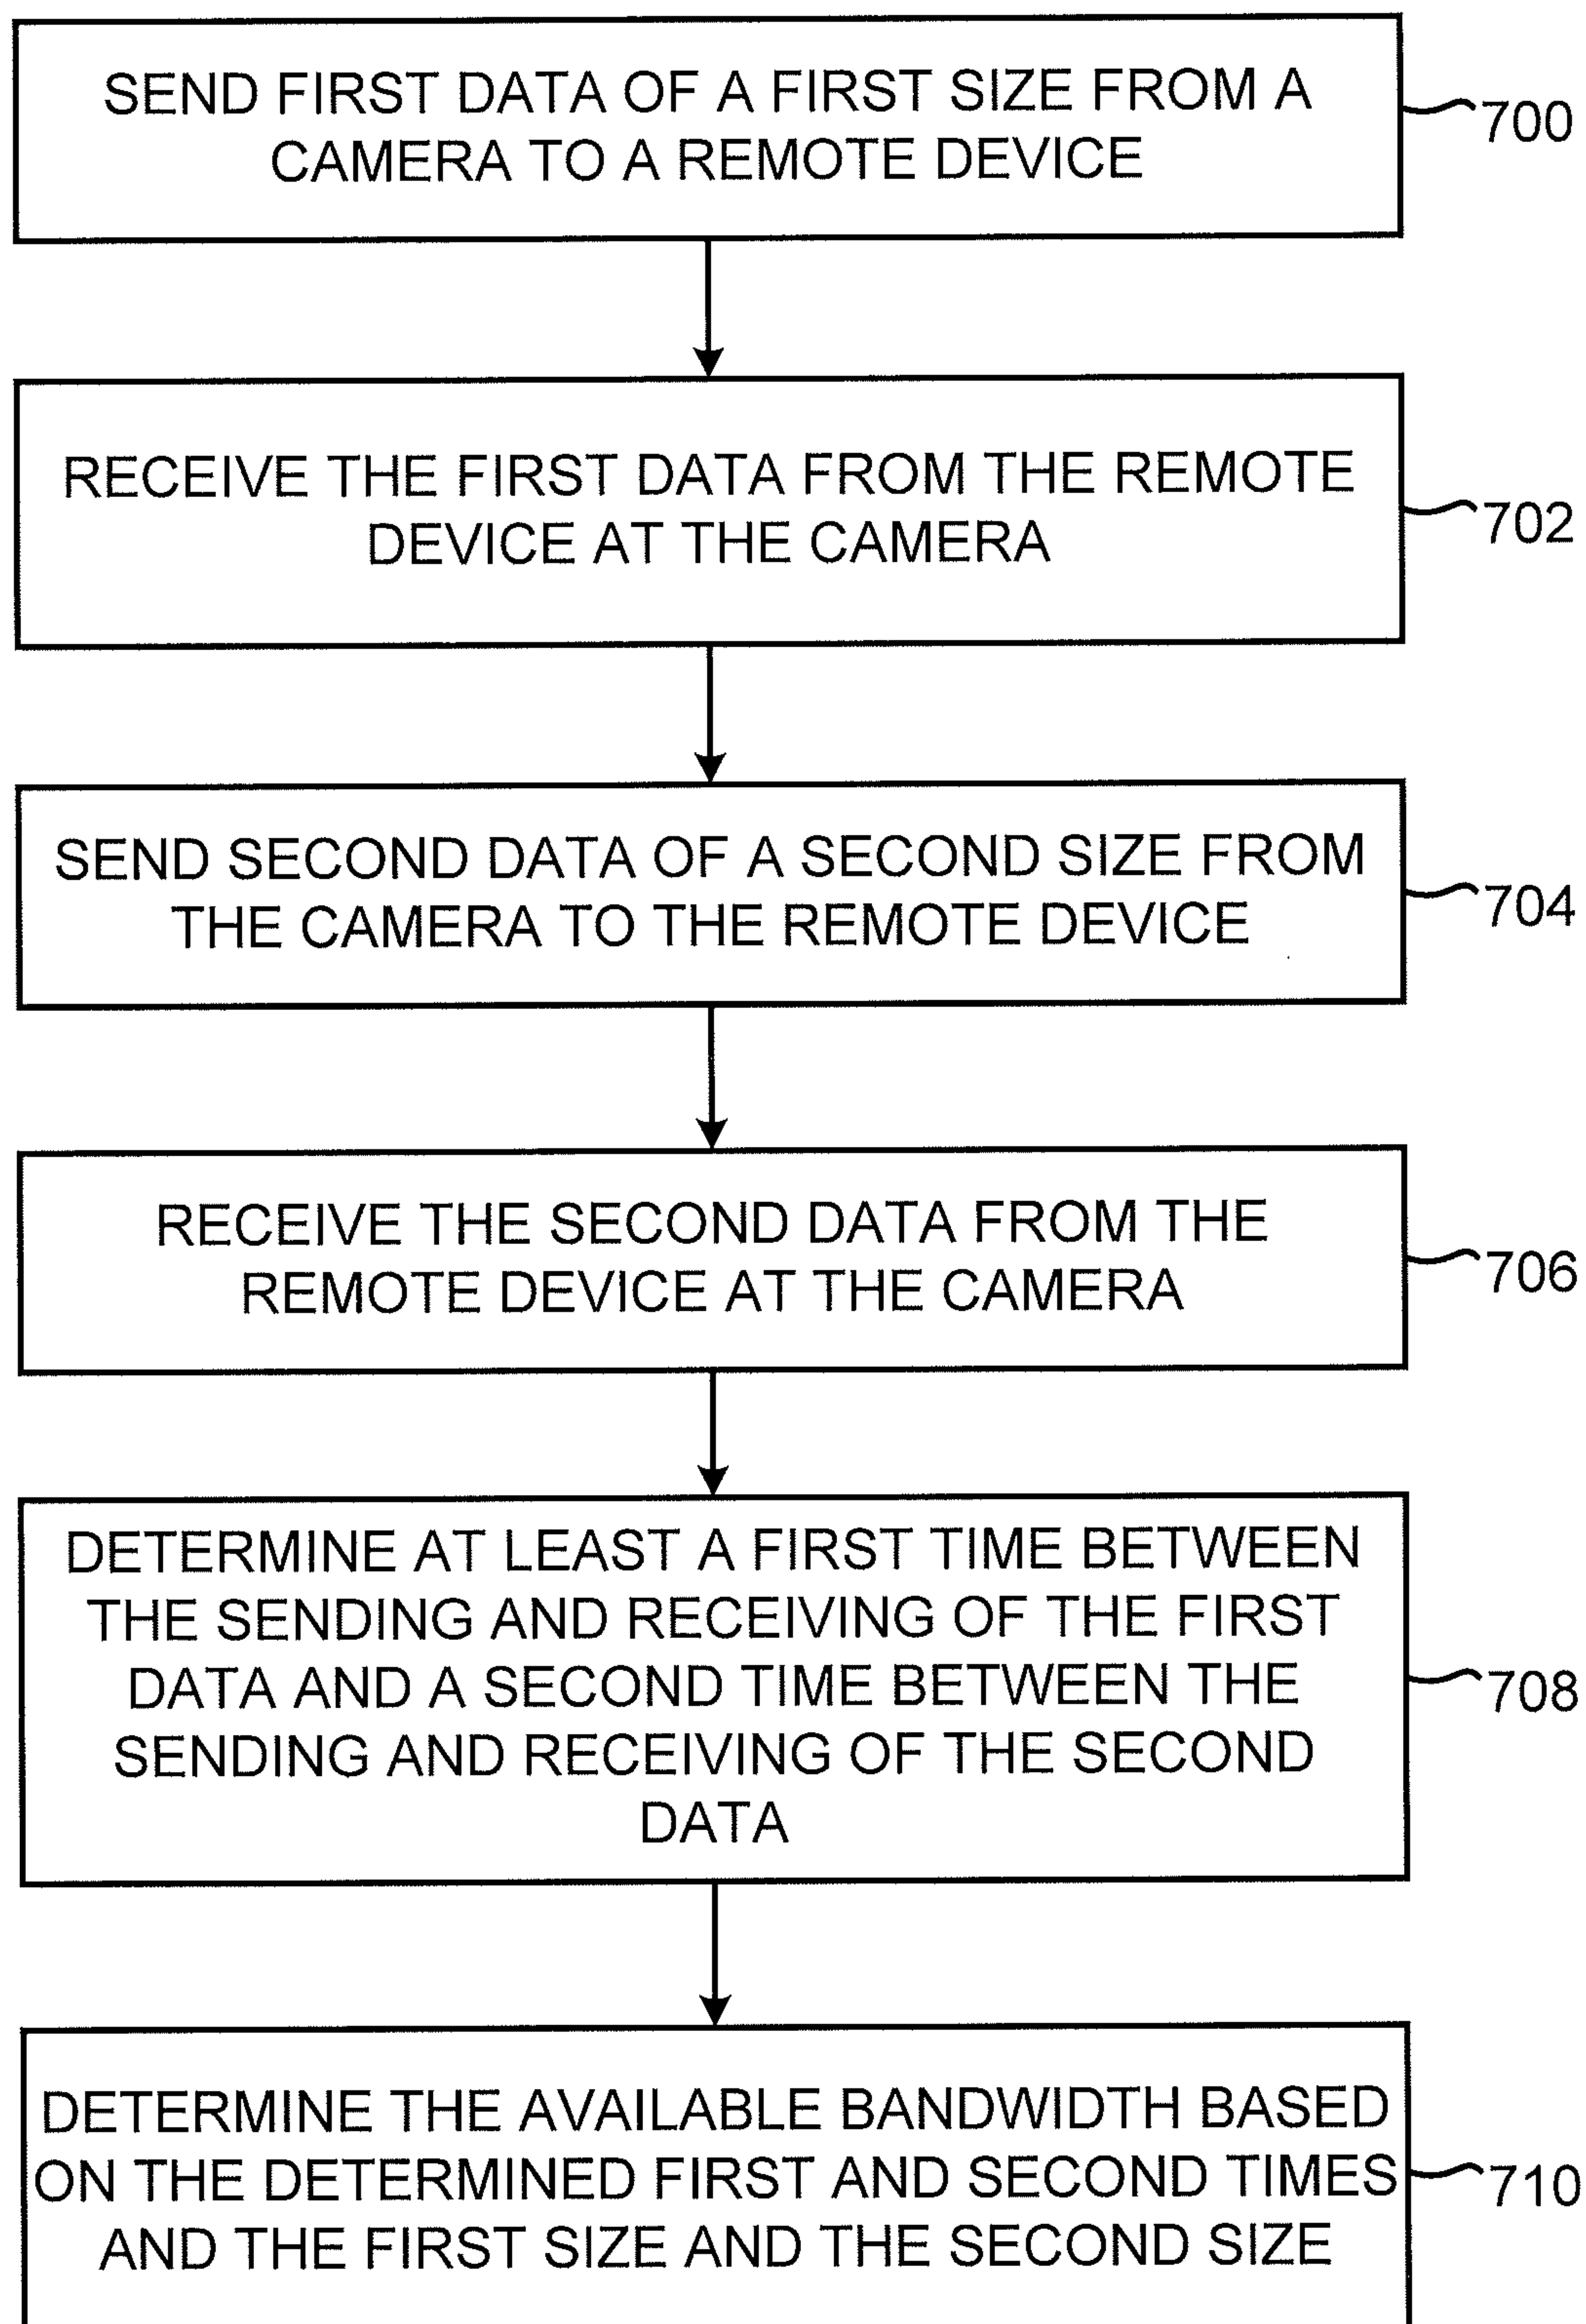 SEND FIRST DATA OF A FIRST SIZE FROM A
CAMERA TO A REMOTE DEVICE
700
RECEIVE THE FIRST DATA FROM THE REMOTE
DEVICE AT THE CAMERA
702
SEND SECOND DATA OF A SECOND SIZE FROM
THE CAMERA TO THE REMOTE DEVICE
704
RECEIVE THE SECOND DATA FROM THE
REMOTE DEVICE AT THE CAMERA
706
DETERMINE AT LEAST A FIRST TIME BETWEEN
THE SENDING AND RECEIVING OF THE FIRST
DATA AND A SECOND TIME BETWEEN THE
SENDING AND RECEIVING OF THE SECOND
DATA
708
DETERMINE THE AVAILABLE BANDWIDTH BASED
ON THE DETERMINED FIRST AND SECOND TIMES
AND THE FIRST SIZE AND THE SECOND SIZE
710